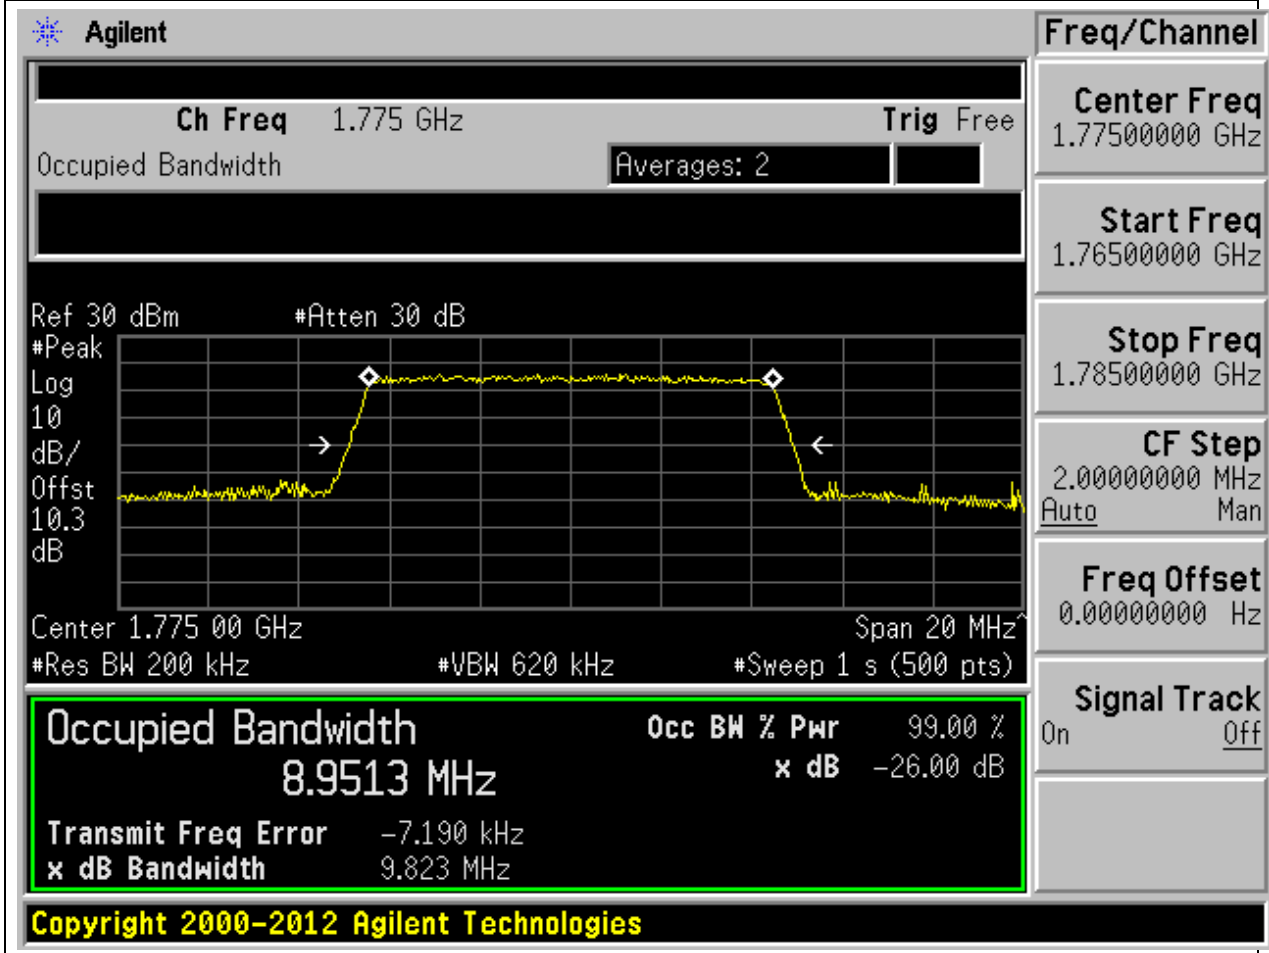 Agilent
Freq/Channel
Ch Freq 1.775 GHz Trig Free
Occupied Bandwidth Averages: 2
Ref 30 dBm #Atten 30 dB
#Peak
Log
10
dB/
Offst
10.3
dB
Center 1.775 00 GHz Span 20 MHz^
#Res BW 200 kHz #VBW 620 kHz #Sweep 1 s (500 pts)
Occupied Bandwidth Occ BW % Pwr 99.00 %
8.9513 MHz x dB -26.00 dB
Transmit Freq Error -7.190 kHz
x dB Bandwidth 9.823 MHz
Copyright 2000-2012 Agilent Technologies
Center Freq
1.77500000 GHz
Start Freq
1.76500000 GHz
Stop Freq
1.78500000 GHz
CF Step
2.00000000 MHz
Auto Man
Freq Offset
0.00000000 Hz
Signal Track
On Off